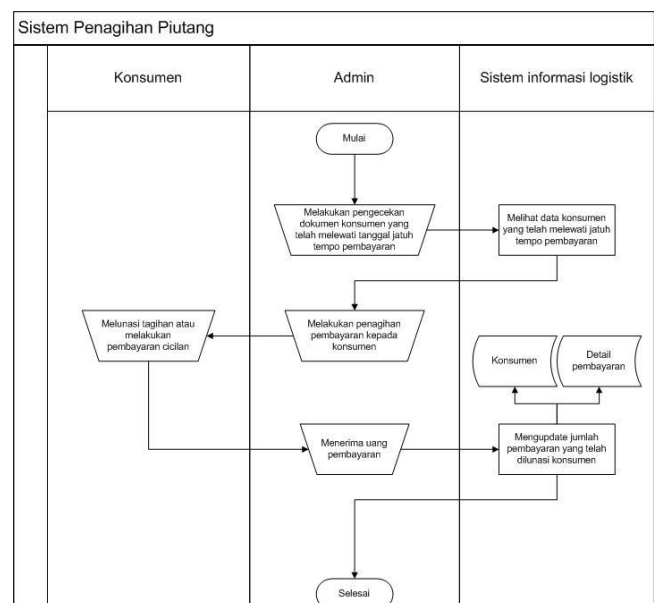 Sistem Penagihan Piutang
Konsumen
Admin
Sistem informasi logistik
Mulai
Melakukan pengecekan
dokumen konsumen yang
telah melewati tanggal jatuh
tempo pembayaran
Melihat data konsumen
yang telah melewati jatuh
tempo pembayaran
Melunasi tagihan atau
melakukan
pembayaran cicilan
Melakukan penagihan
pembayaran kepada
konsumen
Konsumen
Detail
pembayaran
Menerima uang
pembayaran
Mengupdate jumlah
pembayaran yang telah
dilunasi konsumen
Selesai